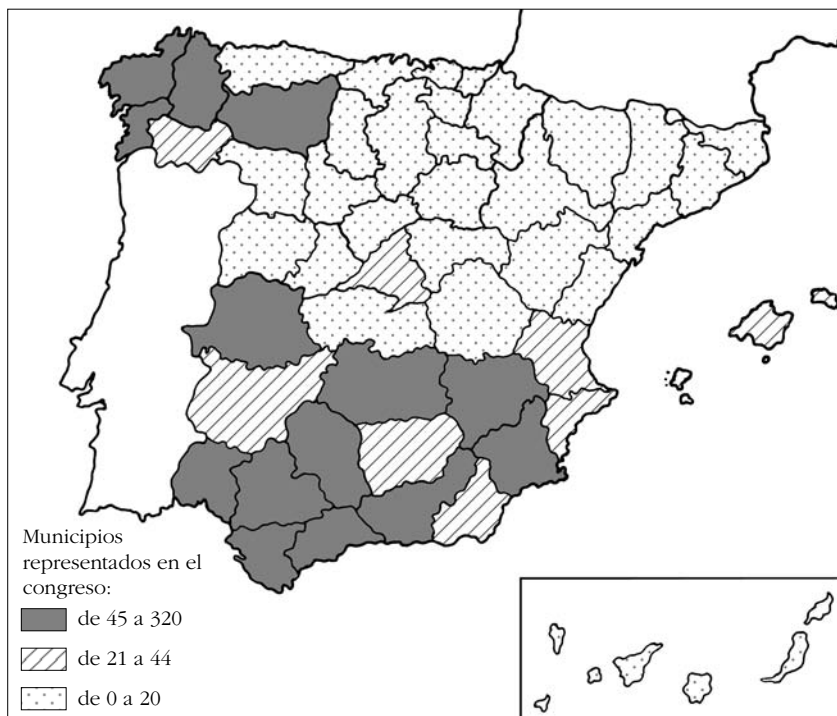 Municipios
representados en el
congreso:
de 45 a 320
de 21 a 44
de 0 a 20